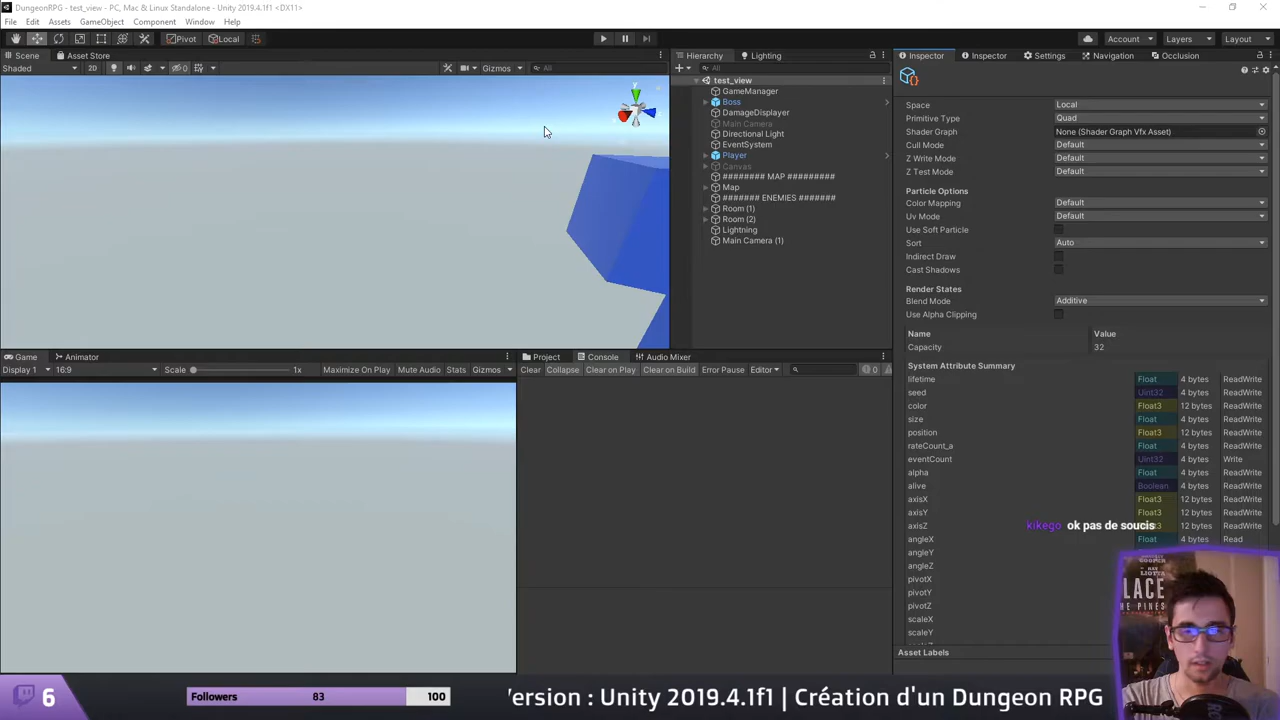 DungeonRPG - test_view - PC, Mac & Linux Standalone - Unity 2019.4.1f1 <DX11>
File Edit Assets GameObject Component Window Help
Pivot Local Account Layers Layout
Scene Asset Store
Shaded 2D 0 Gizmos All
y
Hierarchy Lighting
All
test_view
GameManager
Boss
DamageDisplayer
Main Camera
Directional Light
EventSystem
Player
Canvas
######## MAP #########
Map
####### ENEMIES #######
Room (1)
Room (2)
Lightning
Main Camera (1)
Inspector Inspector Settings Navigation Occlusion
Space Local
Primitive Type Quad
Shader Graph None (Shader Graph Vfx Asset)
Cull Mode Default
Z Write Mode Default
Z Test Mode Default
Particle Options
Color Mapping Default
Uv Mode Default
Use Soft Particle
Sort Auto
Indirect Draw
Cast Shadows
Render States
Blend Mode Additive
Use Alpha Clipping
Name Value
Capacity 32
System Attribute Summary
lifetime Float 4 bytes ReadWrite
seed Uint32 4 bytes ReadWrite
color Float3 12 bytes ReadWrite
size Float 4 bytes ReadWrite
position Float3 12 bytes ReadWrite
rateCount_a Float 4 bytes ReadWrite
eventCount Uint32 4 bytes Write
alpha Float 4 bytes ReadWrite
alive Boolean 4 bytes ReadWrite
axisX Float3 12 bytes ReadWrite
axisY Float3 12 bytes ReadWrite
axisZ 12 bytes ReadWrite
angleX Float 4 bytes Read
angleY
angleZ
pivotX
pivotY
pivotZ
scaleX
scaleY
Asset Labels
kikego ok pas de soucis
Game Animator
Display 1 16:9 Scale 1x Maximize On Play Mute Audio Stats Gizmos
Project Console Audio Mixer
Clear Collapse Clear on Play Clear on Build Error Pause Editor 0
COOPER
RAY
LIOTTA
PLACE
THE PINES
6
Followers 83 100
Version : Unity 2019.4.1f1 | Création d'un Dungeon RPG